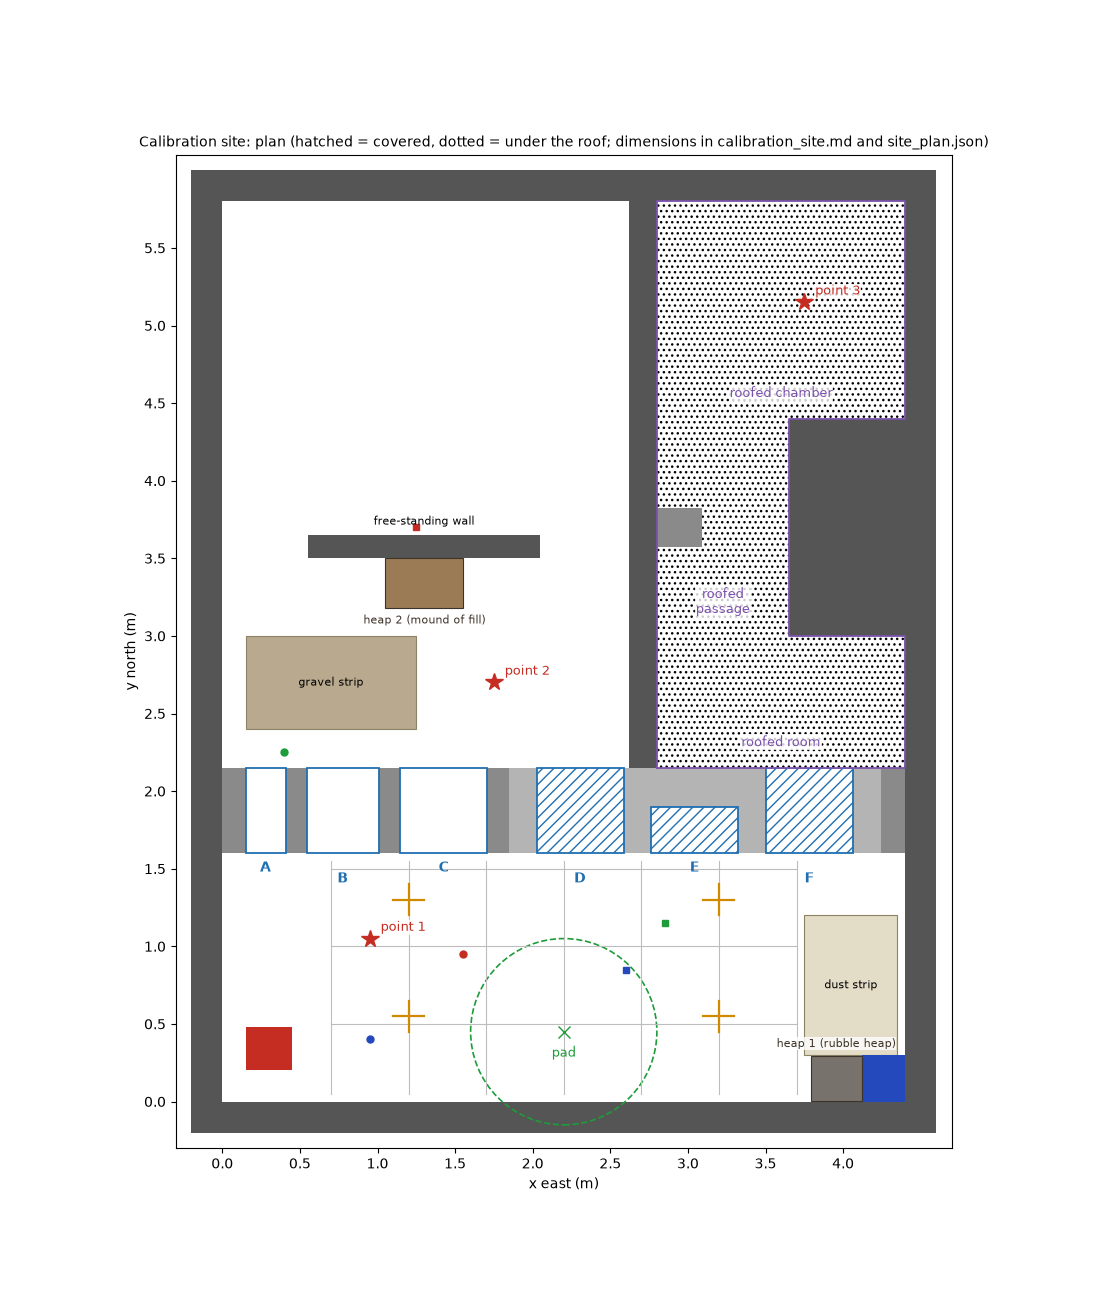 Calibration site: plan (hatched = covered, dotted = under the roof; dimensions in calibration_site.md and site_plan.json)
5.5
point 3
5.0
4.5
roofed chamber
4.0
free-standing wall
3.5
roofed
passage
heap 2 (mound of fill)
3.0
y north (m)
point 2
gravel strip
2.5
roofed room
2.0
1.5
A
B
C
D
E
F
point 1
1.0
dust strip
0.5
heap 1 (rubble heap)
pad
0.0
0.0 0.5 1.0 1.5 2.0 2.5 3.0 3.5 4.0
x east (m)